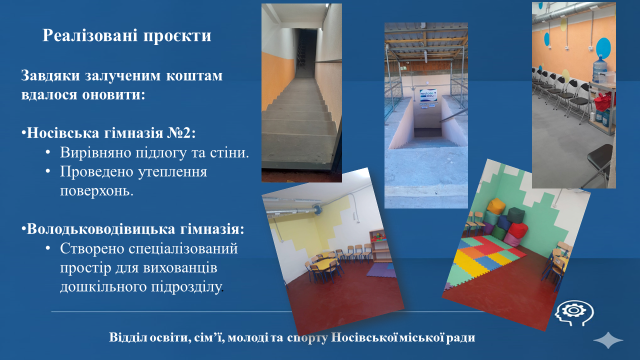 Реалізовані проєкти
Завдяки залученим коштам
вдалося оновити:
•Носівська гімназія №2:
• Вирівняно підлогу та стіни.
• Проведено утеплення
поверхонь.
•Володьководівицька гімназія:
• Створено спеціалізований
простір для вихованців
дошкільного підрозділу
Відділ освіти, сім’ї, молоді та спорту Носівської міської ради